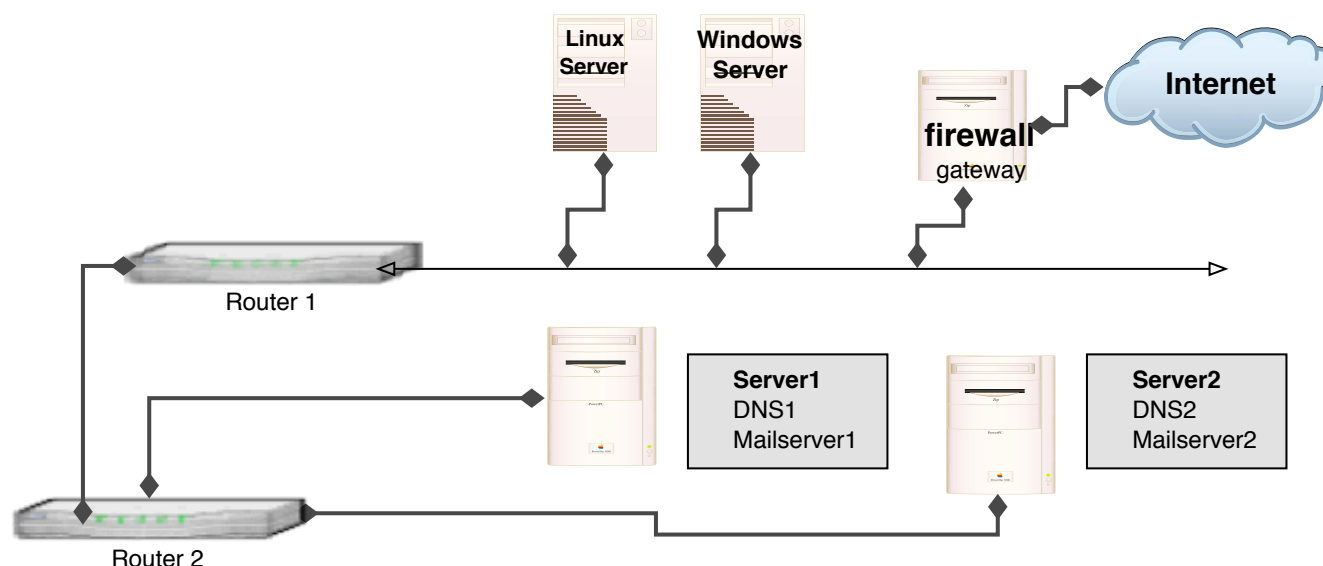 Linux
Server
Windows
Server
Internet
firewall
gateway
Router 1
Server1
DNS1
Mailserver1
Server2
DNS2
Mailserver2
Router 2